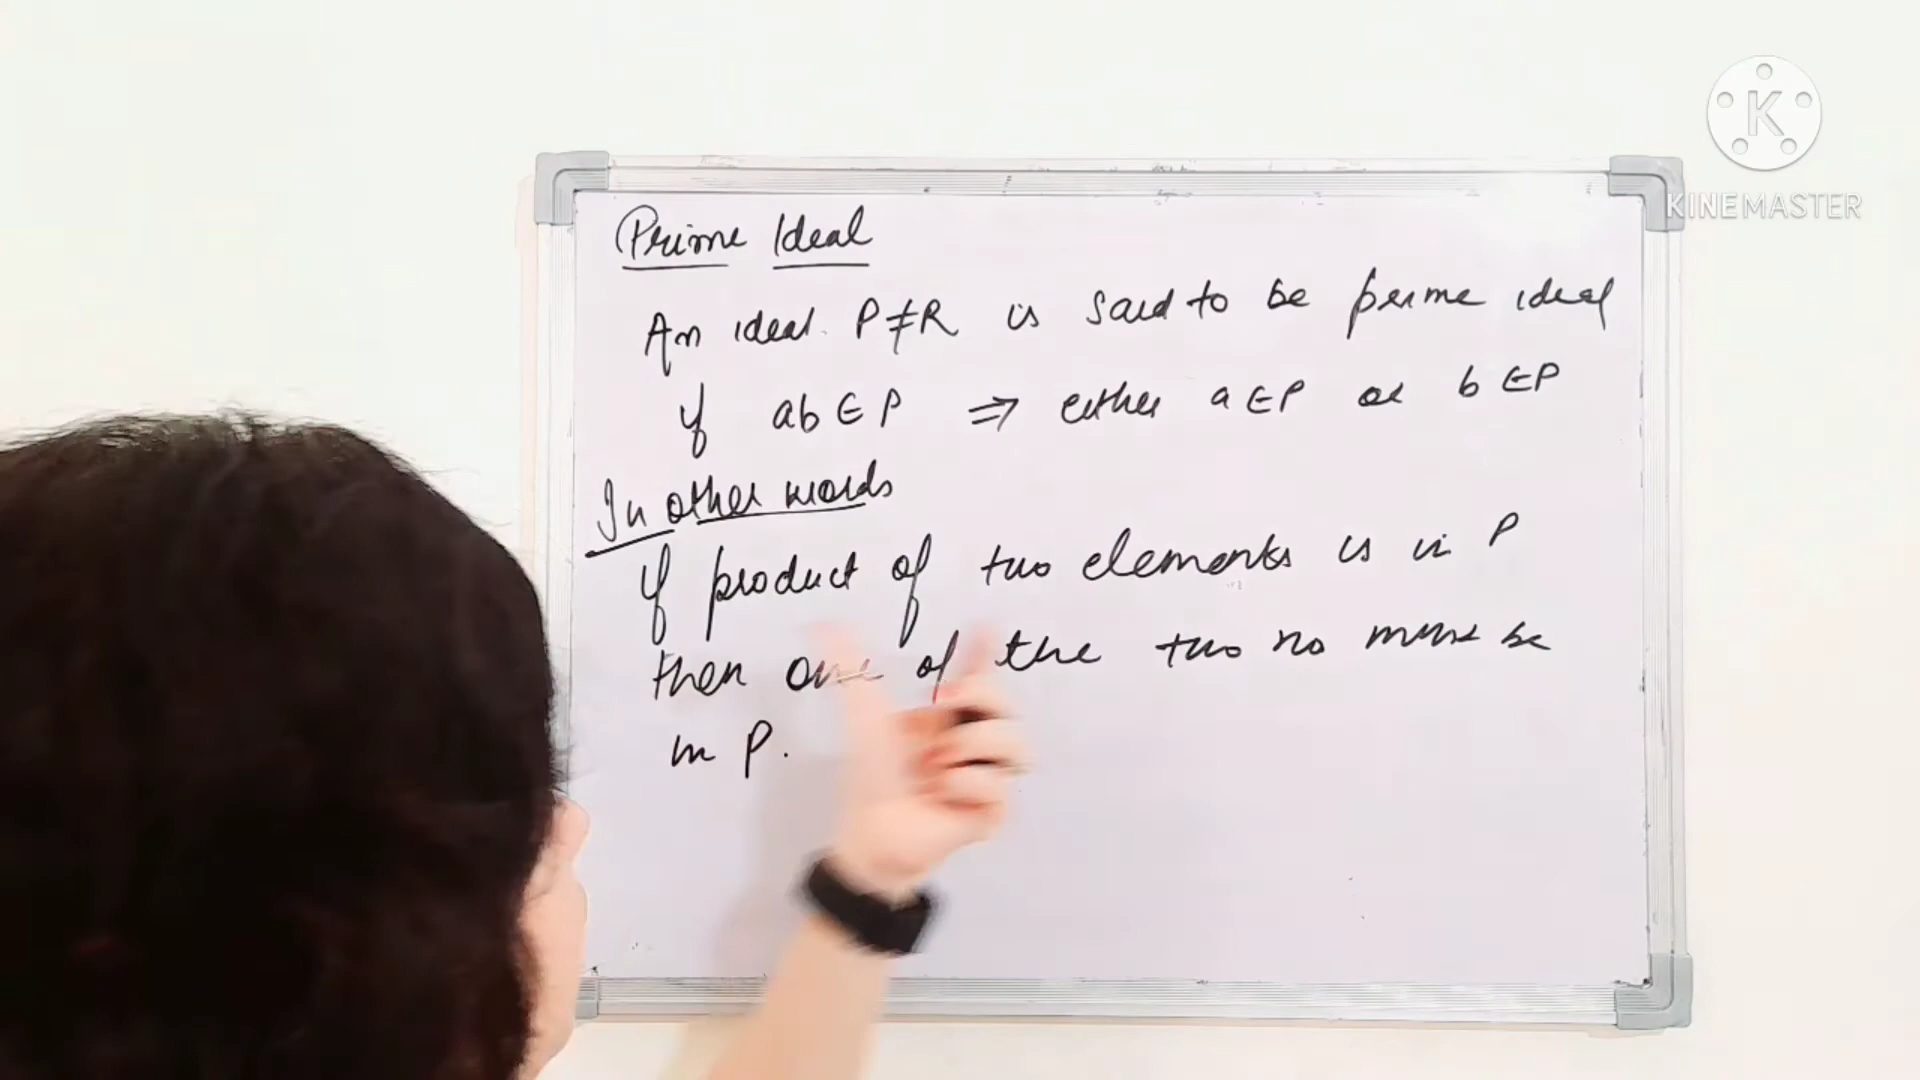 Prime Ideal
An ideal P≠R is said to be prime ideal
if ab ∈ P ⇒ either a ∈ P or b ∈ P
In other words
If product of two elements is in P
then one of the two no must be
in P.
K
KINEMASTER